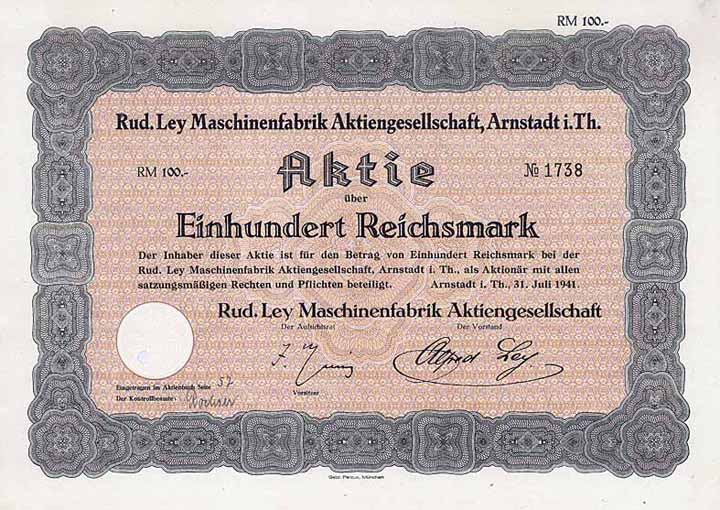 RM 100.-
Rud. Ley Maschinenfabrik Aktiengesellschaft, Arnstadt i. Th.
RM 100.-
Aktie
№ 1738
über
Einhundert Reichsmark
Der Inhaber dieser Aktie ist für den Betrag von Einhundert Reichsmark bei der
Rud. Ley Maschinenfabrik Aktiengesellschaft, Arnstadt i. Th., als Aktionär mit allen
satzungsmäßigen Rechten und Pflichten beteiligt. Arnstadt i. Th., 31. Juli 1941.
Rud. Ley Maschinenfabrik Aktiengesellschaft
Der Aufsichtsrat Der Vorstand
Alfred Ley.
Vorsitzer
Eingetragen im Aktienbuch Seite 57
Der Kontrollbeamte:
München